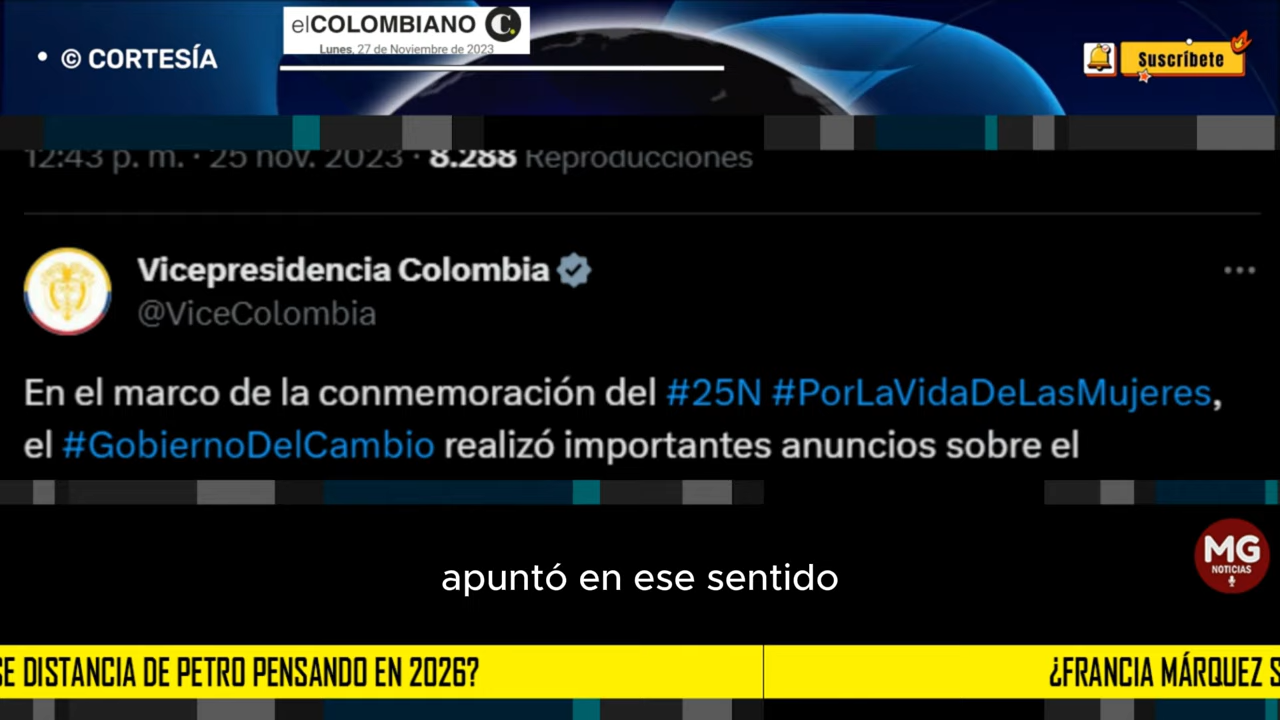 • © CORTESÍA
elCOLOMBIANO C.
Lunes, 27 de Noviembre de 2023
Suscríbete
12:43 p. m. · 25 nov. 2023 · 8.288 Reproducciones
Vicepresidencia Colombia
@ViceColombia
En el marco de la conmemoración del #25N #PorLaVidaDeLasMujeres,
el #GobiernoDelCambio realizó importantes anuncios sobre el
MG
NOTICIAS
apuntó en ese sentido
SE DISTANCIA DE PETRO PENSANDO EN 2026? ¿FRANCIA MÁRQUEZ S